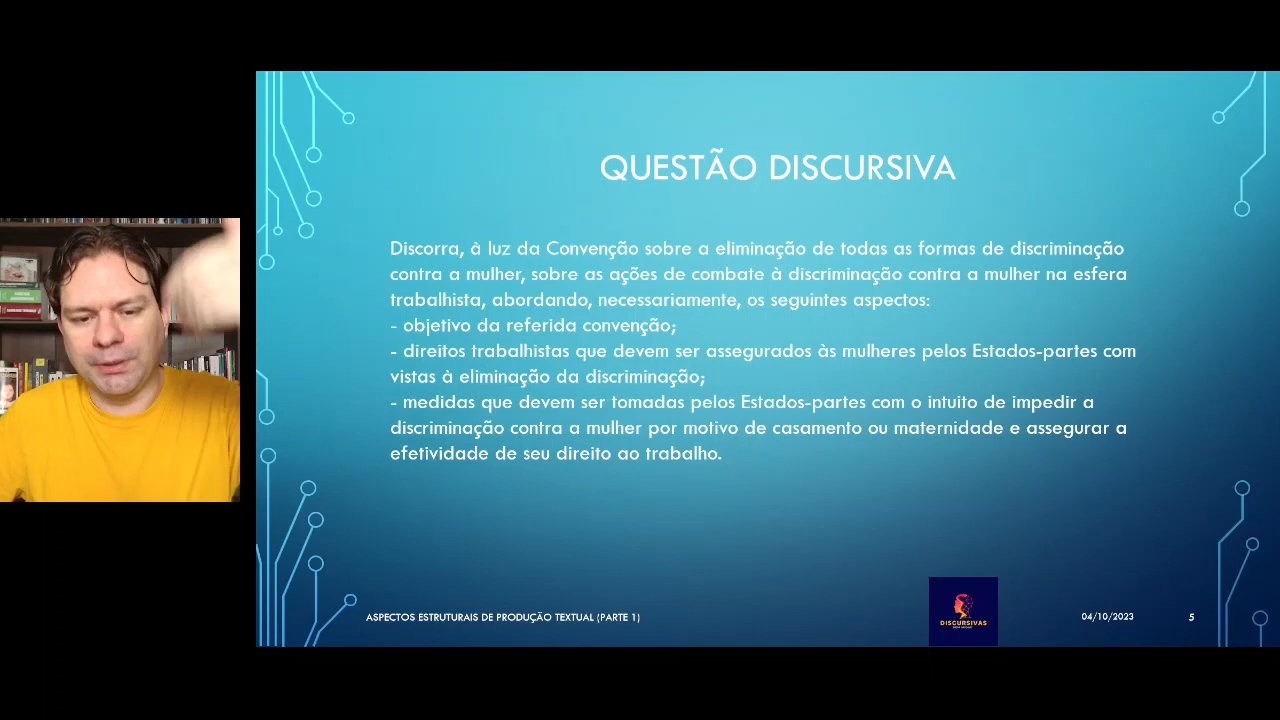 QUESTÃO DISCURSIVA
Discorra, à luz da Convenção sobre a eliminação de todas as formas de discriminação
contra a mulher, sobre as ações de combate à discriminação contra a mulher na esfera
trabalhista, abordando, necessariamente, os seguintes aspectos:
- objetivo da referida convenção;
- direitos trabalhistas que devem ser assegurados às mulheres pelos Estados-partes com
vistas à eliminação da discriminação;
- medidas que devem ser tomadas pelos Estados-partes com o intuito de impedir a
discriminação contra a mulher por motivo de casamento ou maternidade e assegurar a
efetividade de seu direito ao trabalho.
ASPECTOS ESTRUTURAIS DE PRODUÇÃO TEXTUAL (PARTE 1)
DISCURSIVAS
04/10/2023
5